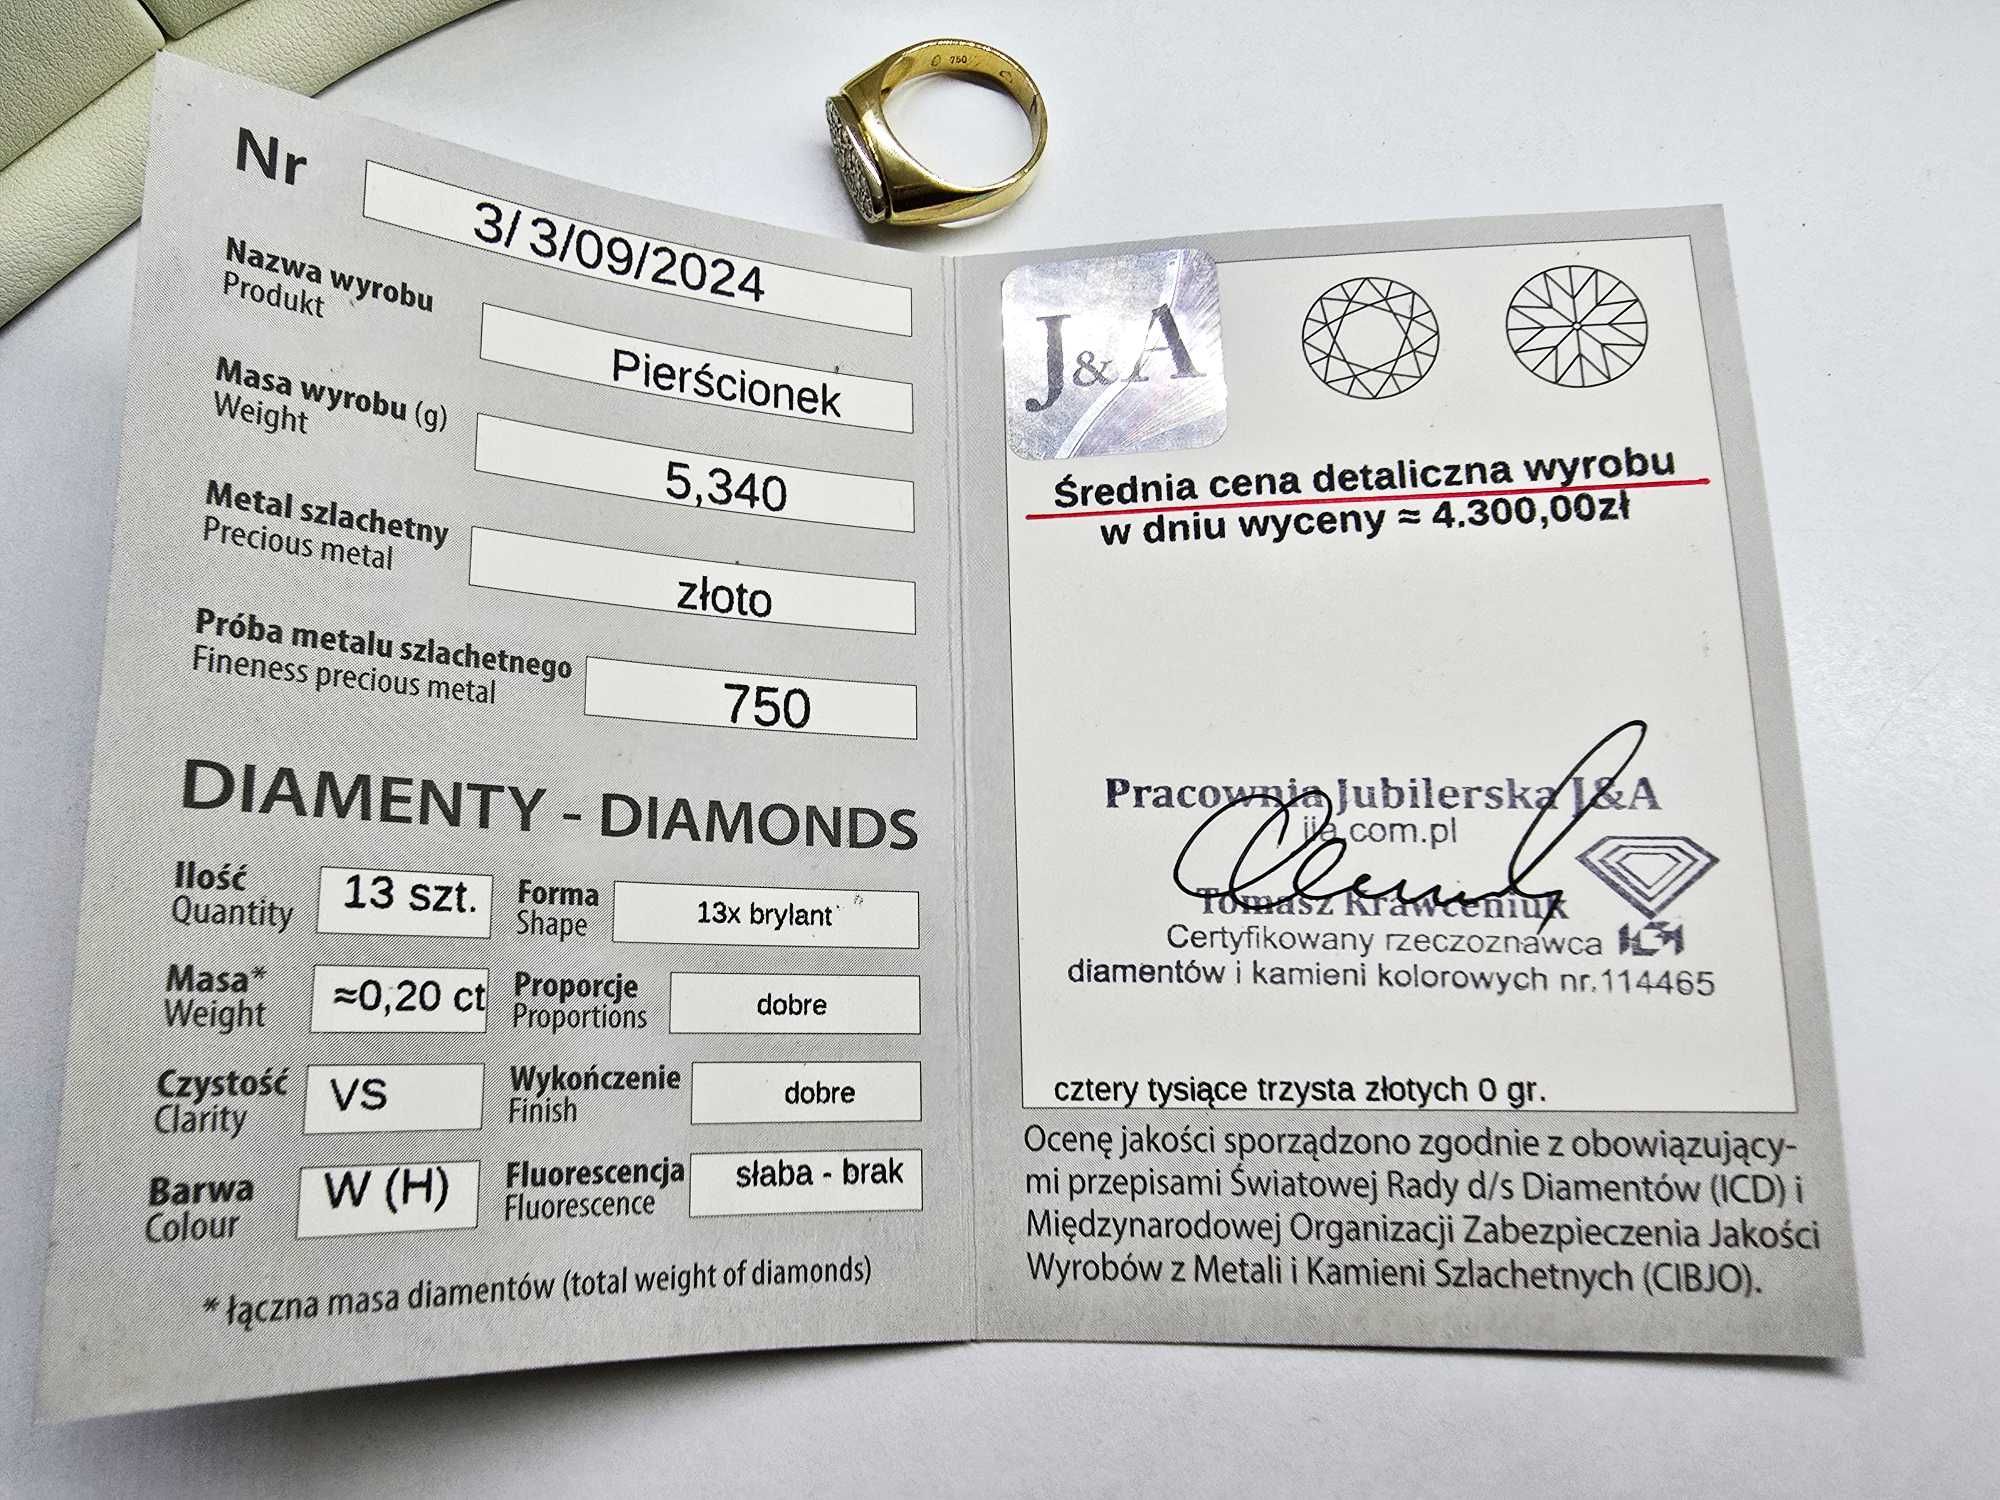 750
Nr
3/3/09/2024
Nazwa wyrobu
Produkt
Pierścionek
Masa wyrobu (g)
Weight
5,340
Metal szlachetny
Precious metal
złoto
Próba metalu szlachetnego
Fineness precious metal
750
DIAMENTY - DIAMONDS
Ilość
Quantity
13 szt.
Forma
Shape
13x brylant
Masa*
Weight
≈0,20 ct
Proporcje
Proportions
dobre
Czystość
Clarity
VS
Wykończenie
Finish
dobre
Barwa
Colour
W (H)
Fluorescencja
Fluorescence
słaba - brak
* łączna masa diamentów (total weight of diamonds)
J&A
Średnia cena detaliczna wyrobu
w dniu wyceny ≈ 4.300,00zł
Pracownia Jubilerska J&A
jja.com.pl
Tomasz Krawceniuk
Certyfikowany rzeczoznawca
diamentów i kamieni kolorowych nr.114465
cztery tysiące trzysta złotych 0 gr.
Ocenę jakości sporządzono zgodnie z obowiązujący-
mi przepisami Światowej Rady d/s Diamentów (ICD) i
Międzynarodowej Organizacji Zabezpieczenia Jakości
Wyrobów z Metali i Kamieni Szlachetnych (CIBJO).